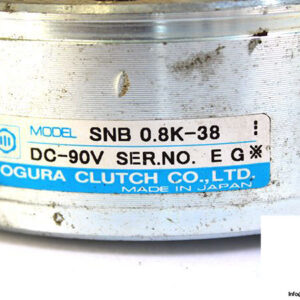 MODEL SNB 0.8K-38
DC-90V SER.NO. E G※
OGURA CLUTCH CO.,LTD.
MADE IN JAPAN